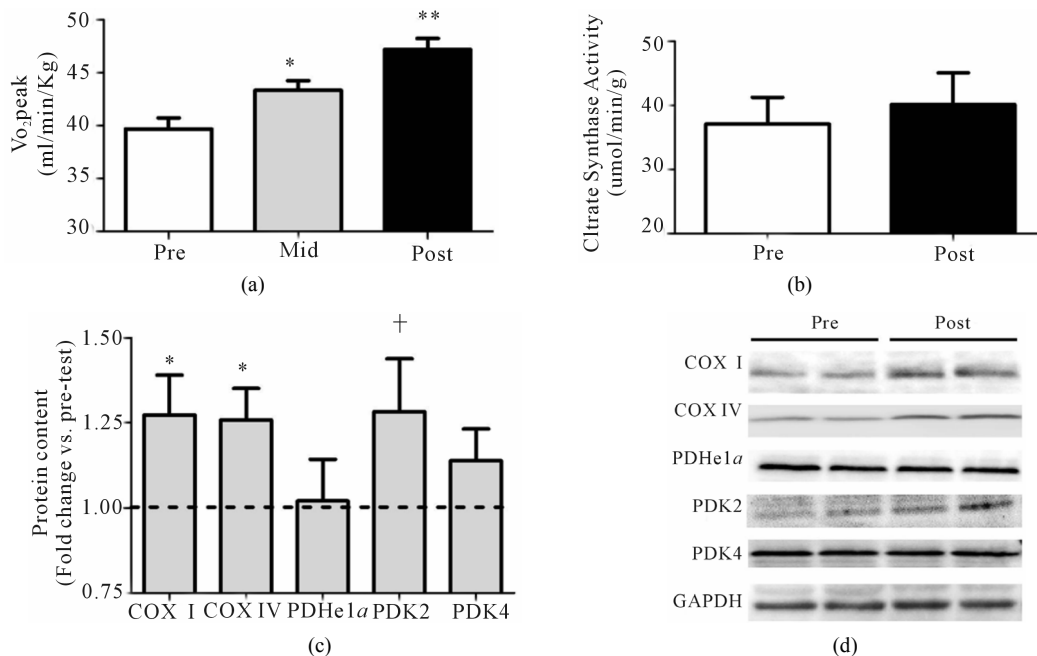 50
45
40
35
30
Vo₂peak
(ml/min/Kg)
*
**
Pre Mid Post
(a)
50
40
30
20
Cltrate Synthase Activity
(umol/min/g)
Pre Post
(b)
1.50
1.25
1.00
0.75
Protein content
(Fold change vs. pre-test)
*
*
†
COX I COX IV PDHe1a PDK2 PDK4
(c)
Pre Post
COX I
COX IV
PDHe1a
PDK2
PDK4
GAPDH
(d)